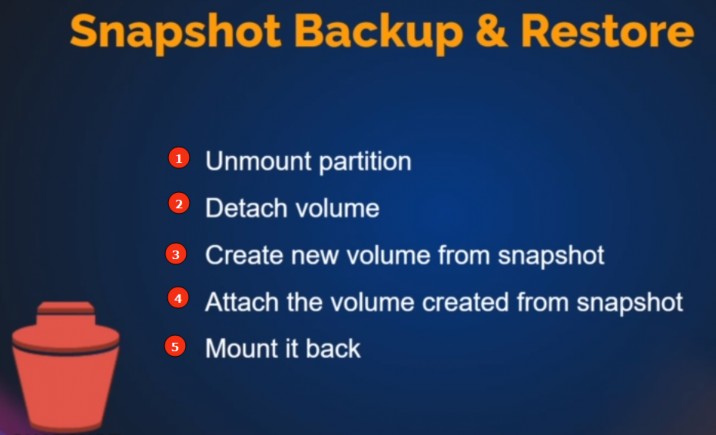 Snapshot Backup & Restore
1 Unmount partition
2 Detach volume
3 Create new volume from snapshot
4 Attach the volume created from snapshot
5 Mount it back